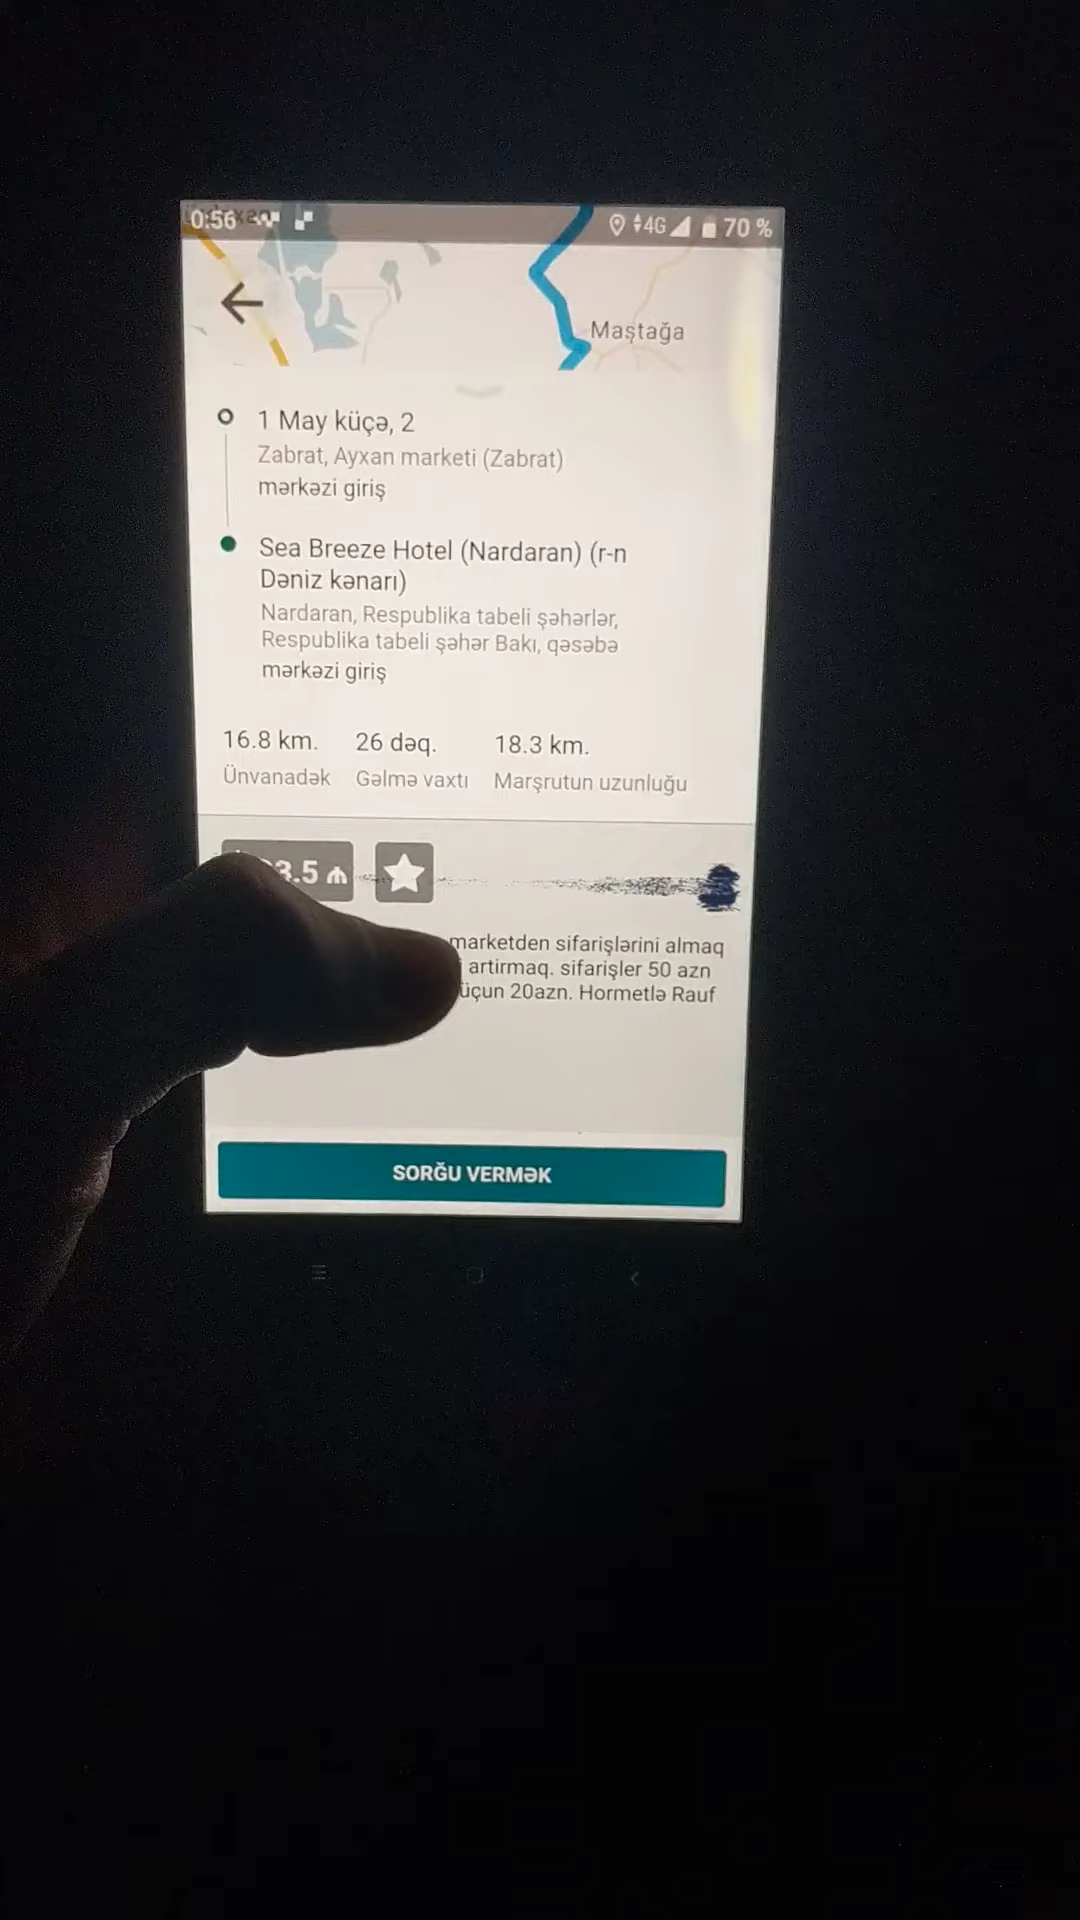 0:56 4G 70 %
Maştağa
1 May küçə, 2
Zabrat, Ayxan marketi (Zabrat)
mərkəzi giriş
Sea Breeze Hotel (Nardaran) (r-n
Dəniz kənarı)
Nardaran, Respublika tabeli şəhərlər,
Respublika tabeli şəhər Bakı, qəsəbə
mərkəzi giriş
16.8 km. 26 dəq. 18.3 km.
Ünvanadək Gəlmə vaxtı Marşrutun uzunluğu
3.5 ₼
marketden sifarişlərini almaq
artirmaq. sifarişler 50 azn
üçun 20azn. Hormetlə Rauf
SORĞU VERMƏK